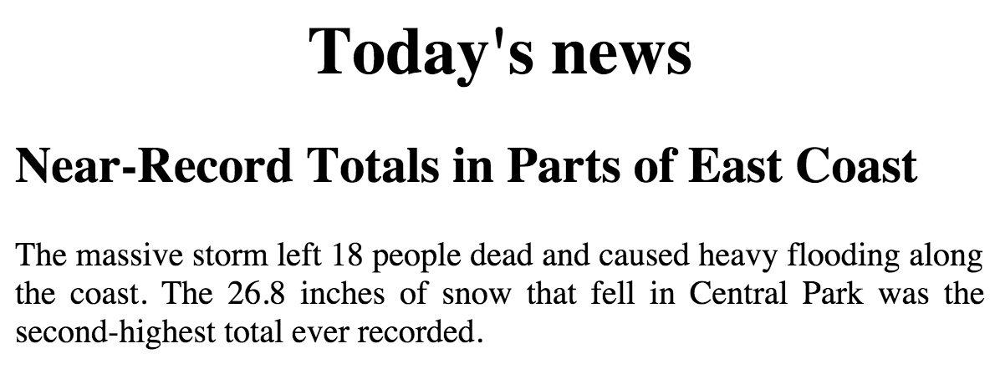 Today's news
Near-Record Totals in Parts of East Coast
The massive storm left 18 people dead and caused heavy flooding along
the coast. The 26.8 inches of snow that fell in Central Park was the
second-highest total ever recorded.